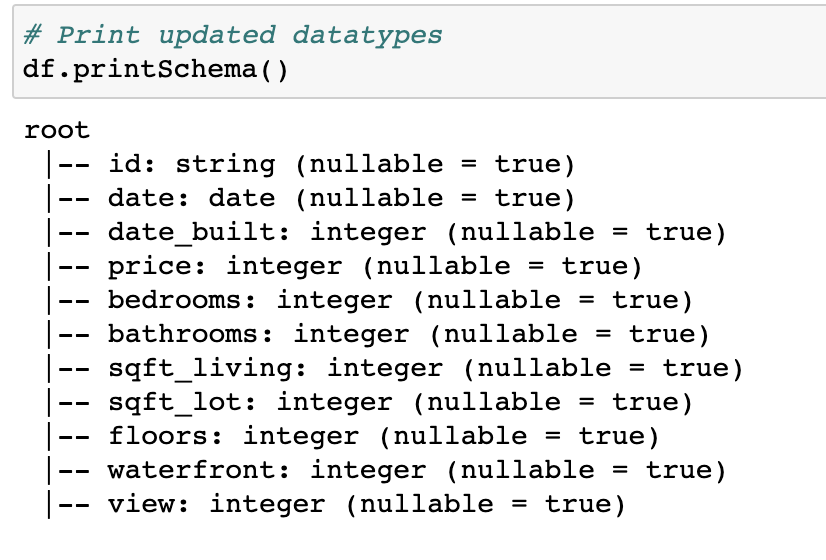 # Print updated datatypes
df.printSchema()
root
 |-- id: string (nullable = true)
 |-- date: date (nullable = true)
 |-- date_built: integer (nullable = true)
 |-- price: integer (nullable = true)
 |-- bedrooms: integer (nullable = true)
 |-- bathrooms: integer (nullable = true)
 |-- sqft_living: integer (nullable = true)
 |-- sqft_lot: integer (nullable = true)
 |-- floors: integer (nullable = true)
 |-- waterfront: integer (nullable = true)
 |-- view: integer (nullable = true)